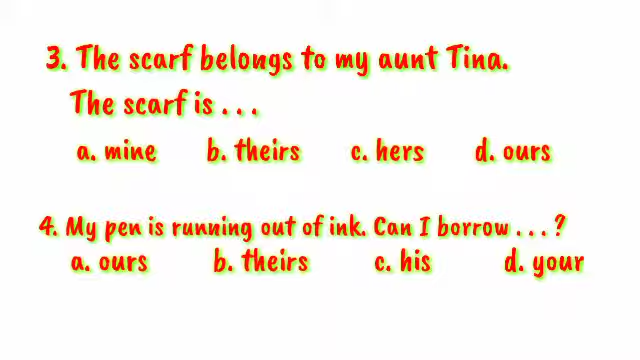 3. The scarf belongs to my aunt Tina.
The scarf is . . .
a. mine b. theirs c. hers d. ours
4. My pen is running out of ink. Can I borrow . . . ?
a. ours b. theirs c. his d. your